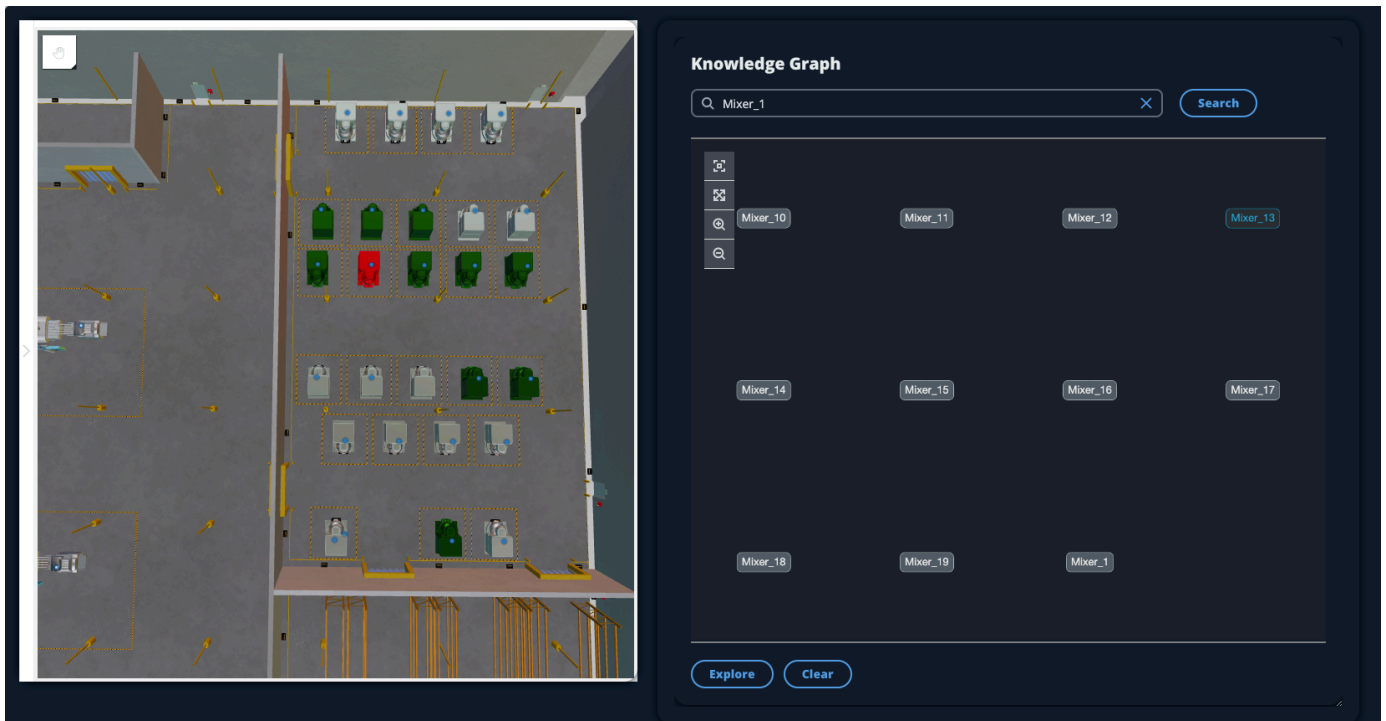 Knowledge Graph
Mixer_1
Search
Mixer_10 Mixer_11 Mixer_12 Mixer_13
Mixer_14 Mixer_15 Mixer_16 Mixer_17
Mixer_18 Mixer_19 Mixer_1
Explore Clear